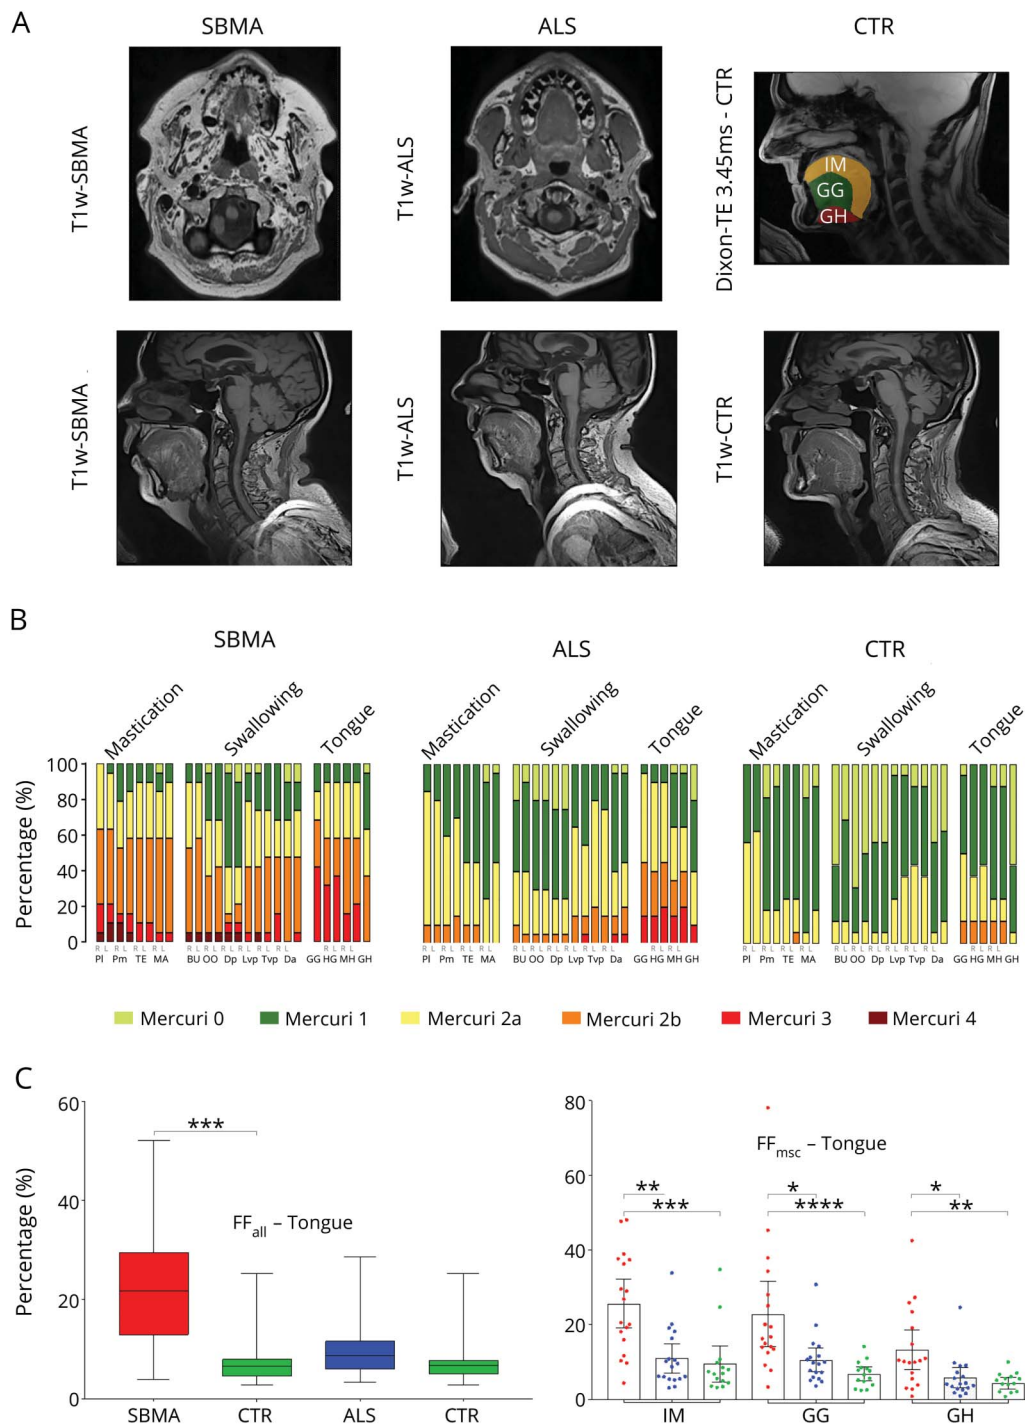 A
SBMA
ALS
CTR
T1w-SBMA
T1w-ALS
Dixon-TE 3.45ms - CTR
IM
GG
GH
T1w-SBMA
T1w-ALS
T1w-CTR
B
SBMA
ALS
CTR
Mastication
Swallowing
Tongue
Mastication
Swallowing
Tongue
Mastication
Swallowing
Tongue
Percentage (%)
100
80
60
40
20
0
R L R L R L R L
R L R L R L R L R L R L
R L R L
PI Pm TE MA
BU OO Dp Lvp Tvp Da
GG HG MH GH
R L R L R L R L
R L R L R L R L R L R L
R L R L
PI Pm TE MA
BU OO Dp Lvp Tvp Da
GG HG MH GH
R L R L R L R L
R L R L R L R L R L R L
R L R L
PI Pm TE MA
BU OO Dp Lvp Tvp Da
GG HG MH GH
Mercuri 0
Mercuri 1
Mercuri 2a
Mercuri 2b
Mercuri 3
Mercuri 4
C
Percentage (%)
60
40
20
0
***
FFall – Tongue
SBMA
CTR
ALS
CTR
80
60
40
20
0
FFmsc – Tongue
**
***
*
****
*
**
IM
GG
GH